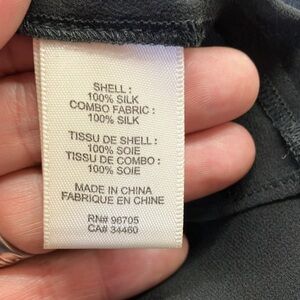 SHELL :
100% SILK
COMBO FABRIC :
100% SILK
TISSU DE SHELL :
100% SOIE
TISSU DE COMBO :
100% SOIE
MADE IN CHINA
FABRIQUE EN CHINE
RN# 96705
CA# 34460